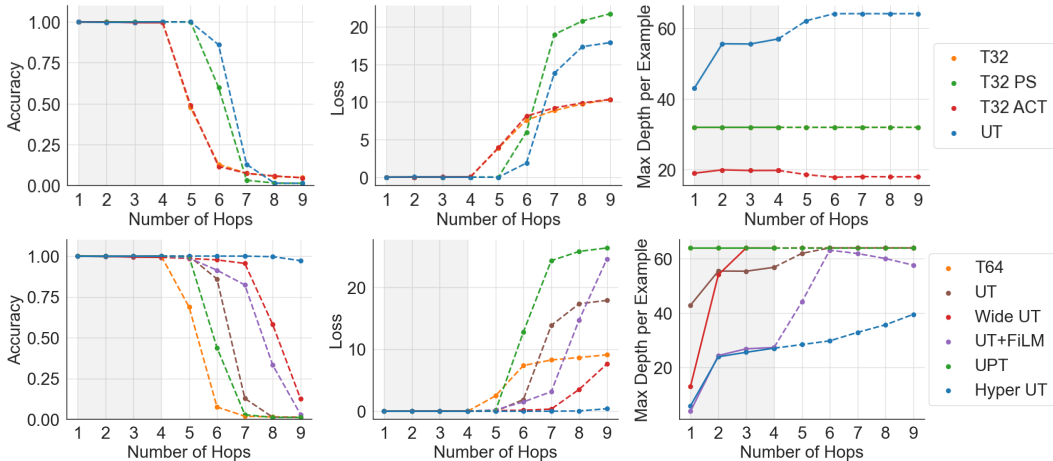 1.00
0.75
0.50
0.25
0.00
Accuracy
1 2 3 4 5 6 7 8 9
Number of Hops
20
15
10
5
0
Loss
1 2 3 4 5 6 7 8 9
Number of Hops
60
40
20
Max Depth per Example
1 2 3 4 5 6 7 8 9
Number of Hops
T32
T32 PS
T32 ACT
UT
1.00
0.75
0.50
0.25
0.00
Accuracy
1 2 3 4 5 6 7 8 9
Number of Hops
20
10
0
Loss
1 2 3 4 5 6 7 8 9
Number of Hops
60
40
20
Max Depth per Example
1 2 3 4 5 6 7 8 9
Number of Hops
T64
UT
Wide UT
UT+FiLM
UPT
Hyper UT